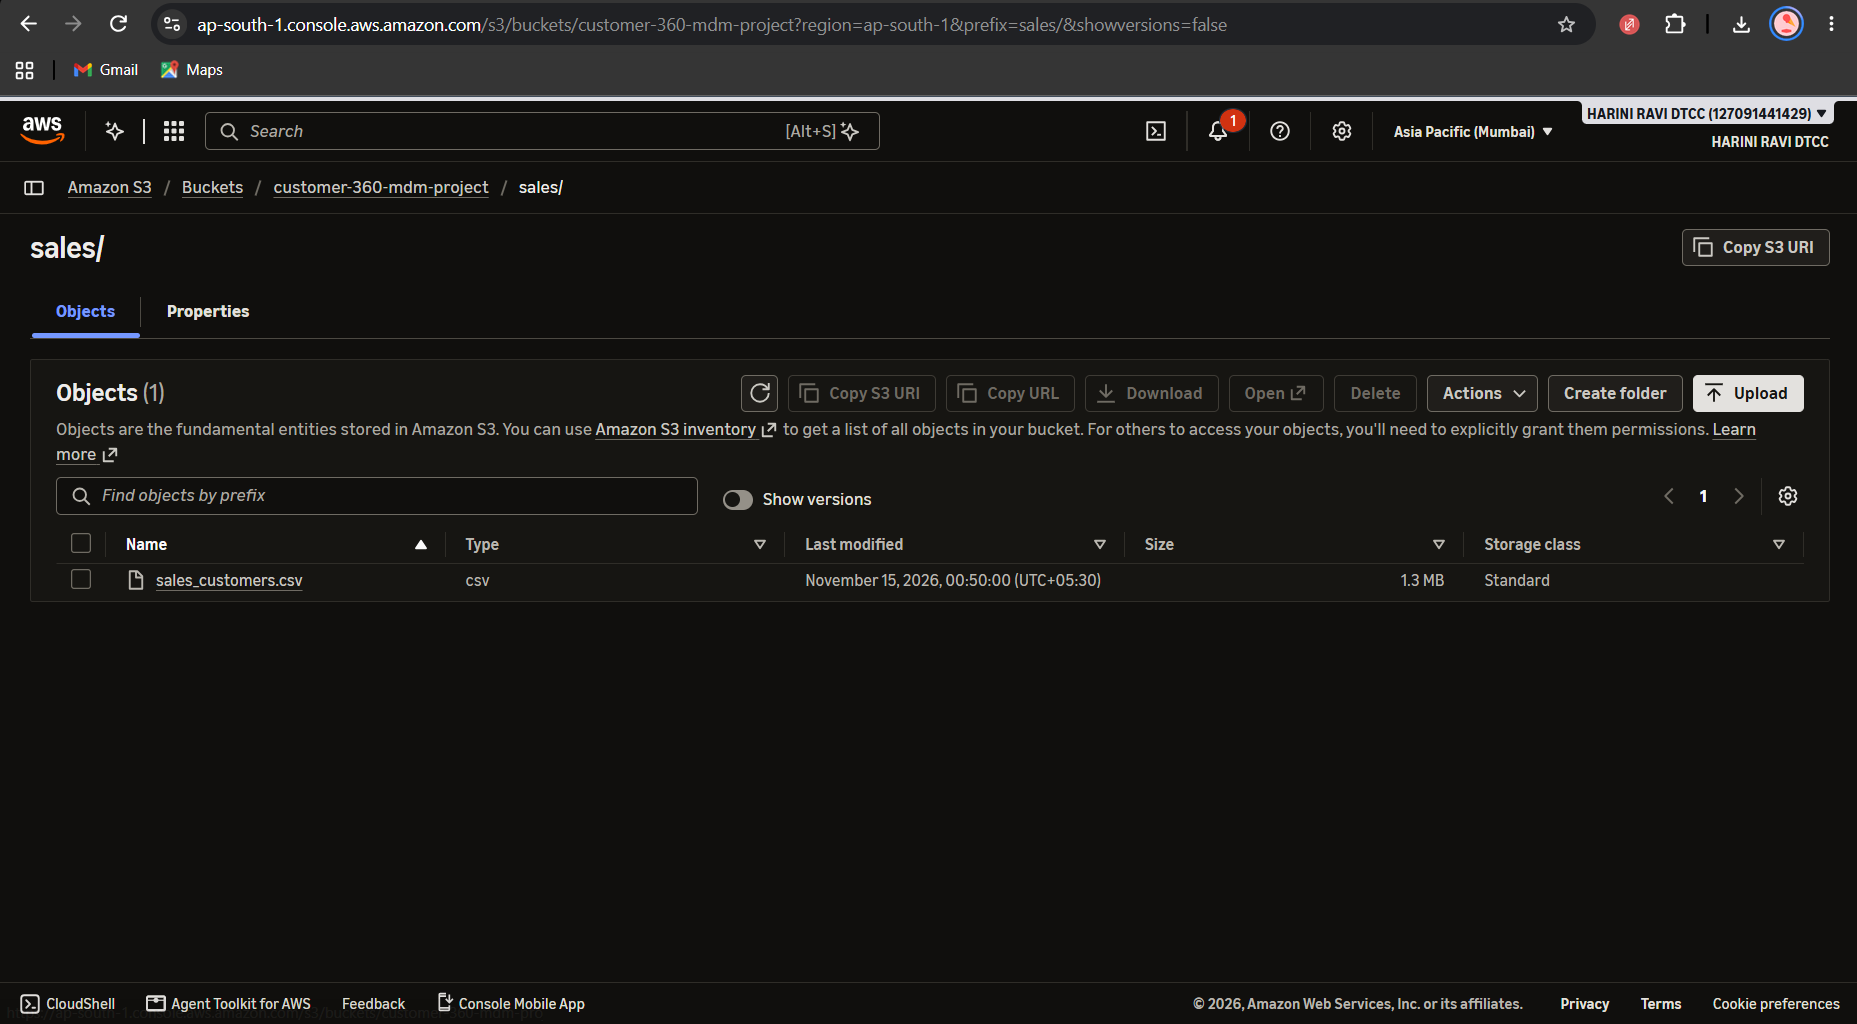 ap-south-1.console.aws.amazon.com/s3/buckets/customer-360-mdm-project?region=ap-south-1&prefix=sales/&showversions=false
Gmail Maps
aws Search [Alt+S] 1 Asia Pacific (Mumbai) HARINI RAVI DTCC (127091441429)
HARINI RAVI DTCC
Amazon S3 / Buckets / customer-360-mdm-project / sales/
sales/ Copy S3 URI
Objects Properties
Objects (1) Copy S3 URI Copy URL Download Open Delete Actions Create folder Upload
Objects are the fundamental entities stored in Amazon S3. You can use Amazon S3 inventory to get a list of all objects in your bucket. For others to access your objects, you'll need to explicitly grant them permissions. Learn
more
Find objects by prefix Show versions 1
Name Type Last modified Size Storage class
sales_customers.csv csv November 15, 2026, 00:50:00 (UTC+05:30) 1.3 MB Standard
CloudShell Agent Toolkit for AWS Feedback Console Mobile App © 2026, Amazon Web Services, Inc. or its affiliates. Privacy Terms Cookie preferences